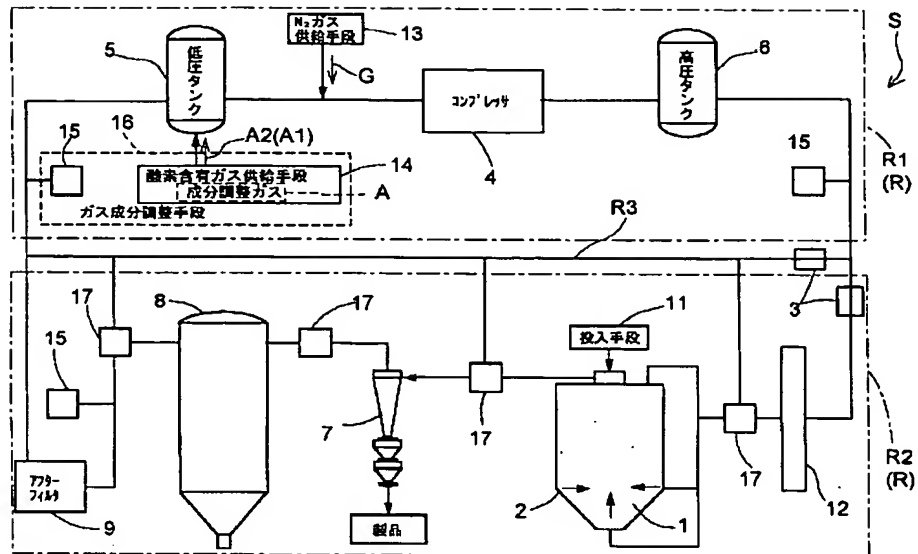 N₂ガス
供給手段
13
S
5
低圧タンク
G
6
高圧タンク
コンプレッサ
4
16
A2(A1)
15
酸素含有ガス供給手段
14
成分調整ガス
A
ガス成分調整手段
15
R1
(R)
R3
3
17
8
17
11
投入手段
15
7
17
17
R2
(R)
アフター
フィルタ
9
製品
2
1
12